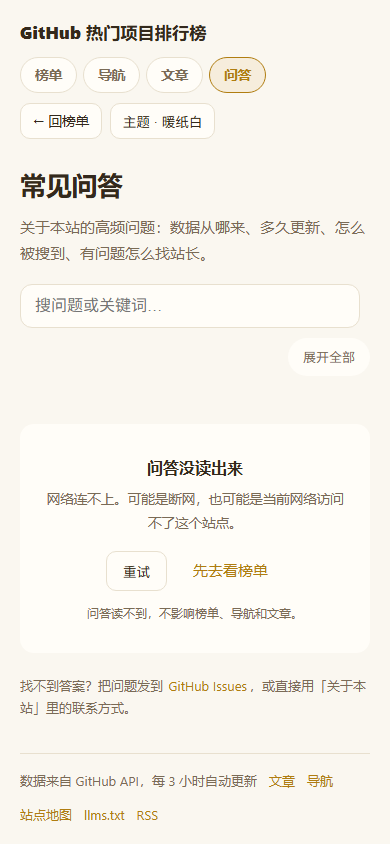 GitHub 热门项目排行榜
榜单 导航 文章 问答
← 回榜单 主题 · 暖纸白
常见问答
关于本站的高频问题：数据从哪来、多久更新、怎么
被搜到、有问题怎么找站长。
搜问题或关键词…
展开全部
问答没读出来
网络连不上。可能是断网，也可能是当前网络访问
不了这个站点。
重试 先去看榜单
问答读不到，不影响榜单、导航和文章。
找不到答案？把问题发到 GitHub Issues，或直接用「关于本
站」里的联系方式。
数据来自 GitHub API，每 3 小时自动更新 文章 导航
站点地图 llms.txt RSS